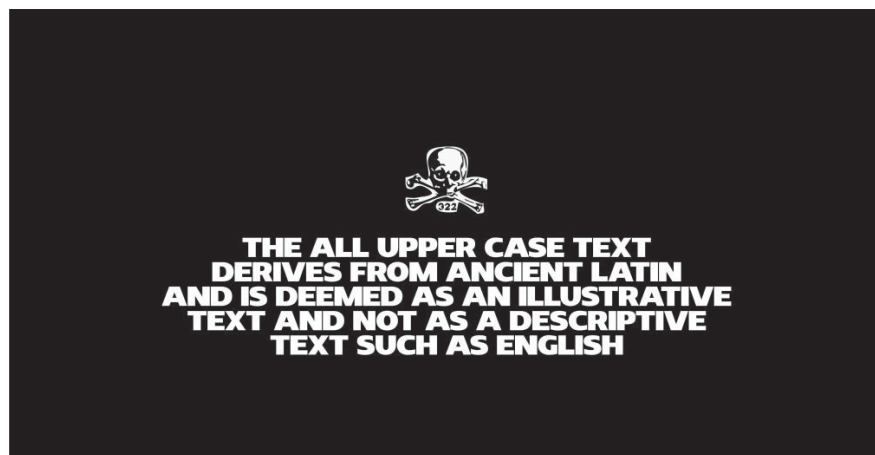 322
THE ALL UPPER CASE TEXT
DERIVES FROM ANCIENT LATIN
AND IS DEEMED AS AN ILLUSTRATIVE
TEXT AND NOT AS A DESCRIPTIVE
TEXT SUCH AS ENGLISH